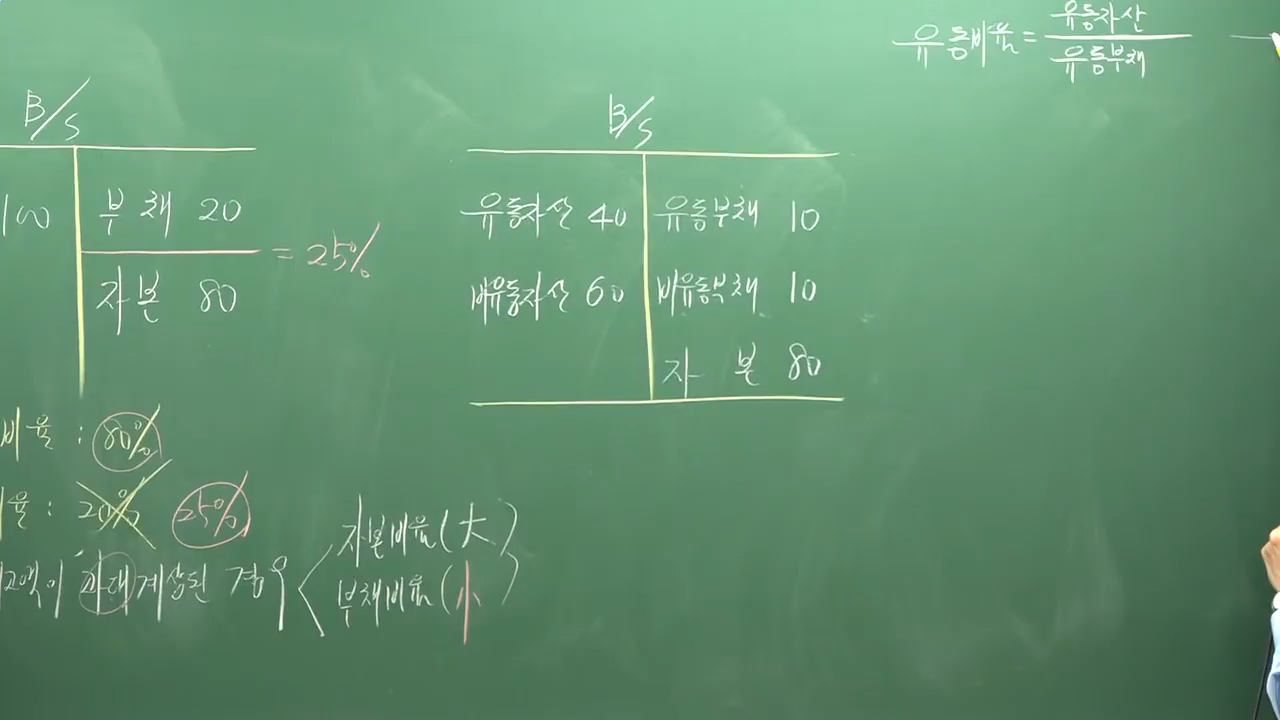 유동비율 = 유동자산 / 유동부채
B/S
100 부채 20
= 25%
자본 80
B/S
유동자산 40 유동부채 10
비유동자산 60 비유동부채 10
자본 80
비율 : 80%
율 : 20% 25%
과대계상된 경우
자본비율(大)
부채비율(小)